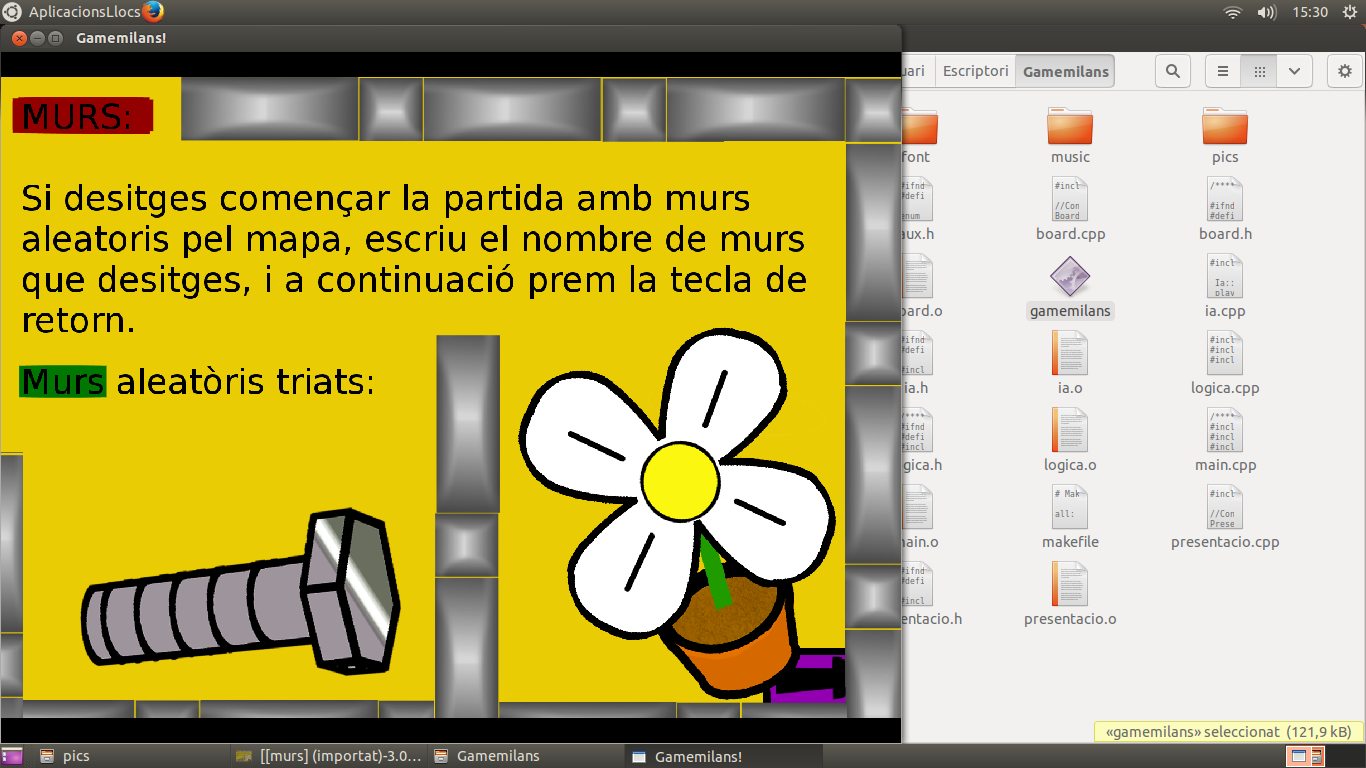 AplicacionsLlocs
15:30
Gamemilans!
MURS:
Si desitges començar la partida amb murs
aleatoris pel mapa, escriu el nombre de murs
que desitges, i a continuació prem la tecla de
retorn.
Murs aleatòris triats:
uari
Escriptori
Gamemilans
font
music
pics
#ifnd
#defi
enum
#incl
//Con
Board
/****
#ifnd
#defi
aux.h
board.cpp
board.h
#incl
Ia::
play
oard.o
gamemilans
ia.cpp
#ifnd
#defi
#incl
#incl
#incl
#incl
ia.h
ia.o
logica.cpp
/****
#ifnd
#defi
#incl
/****
#incl
#incl
#incl
gica.h
logica.o
main.cpp
# Mak
all:
#incl
//Con
Prese
main.o
makefile
presentacio.cpp
#ifnd
#defi
#incl
entacio.h
presentacio.o
«gamemilans» seleccionat (121,9 kB)
pics
[[murs] (importat)-3.0...
Gamemilans
Gamemilans!